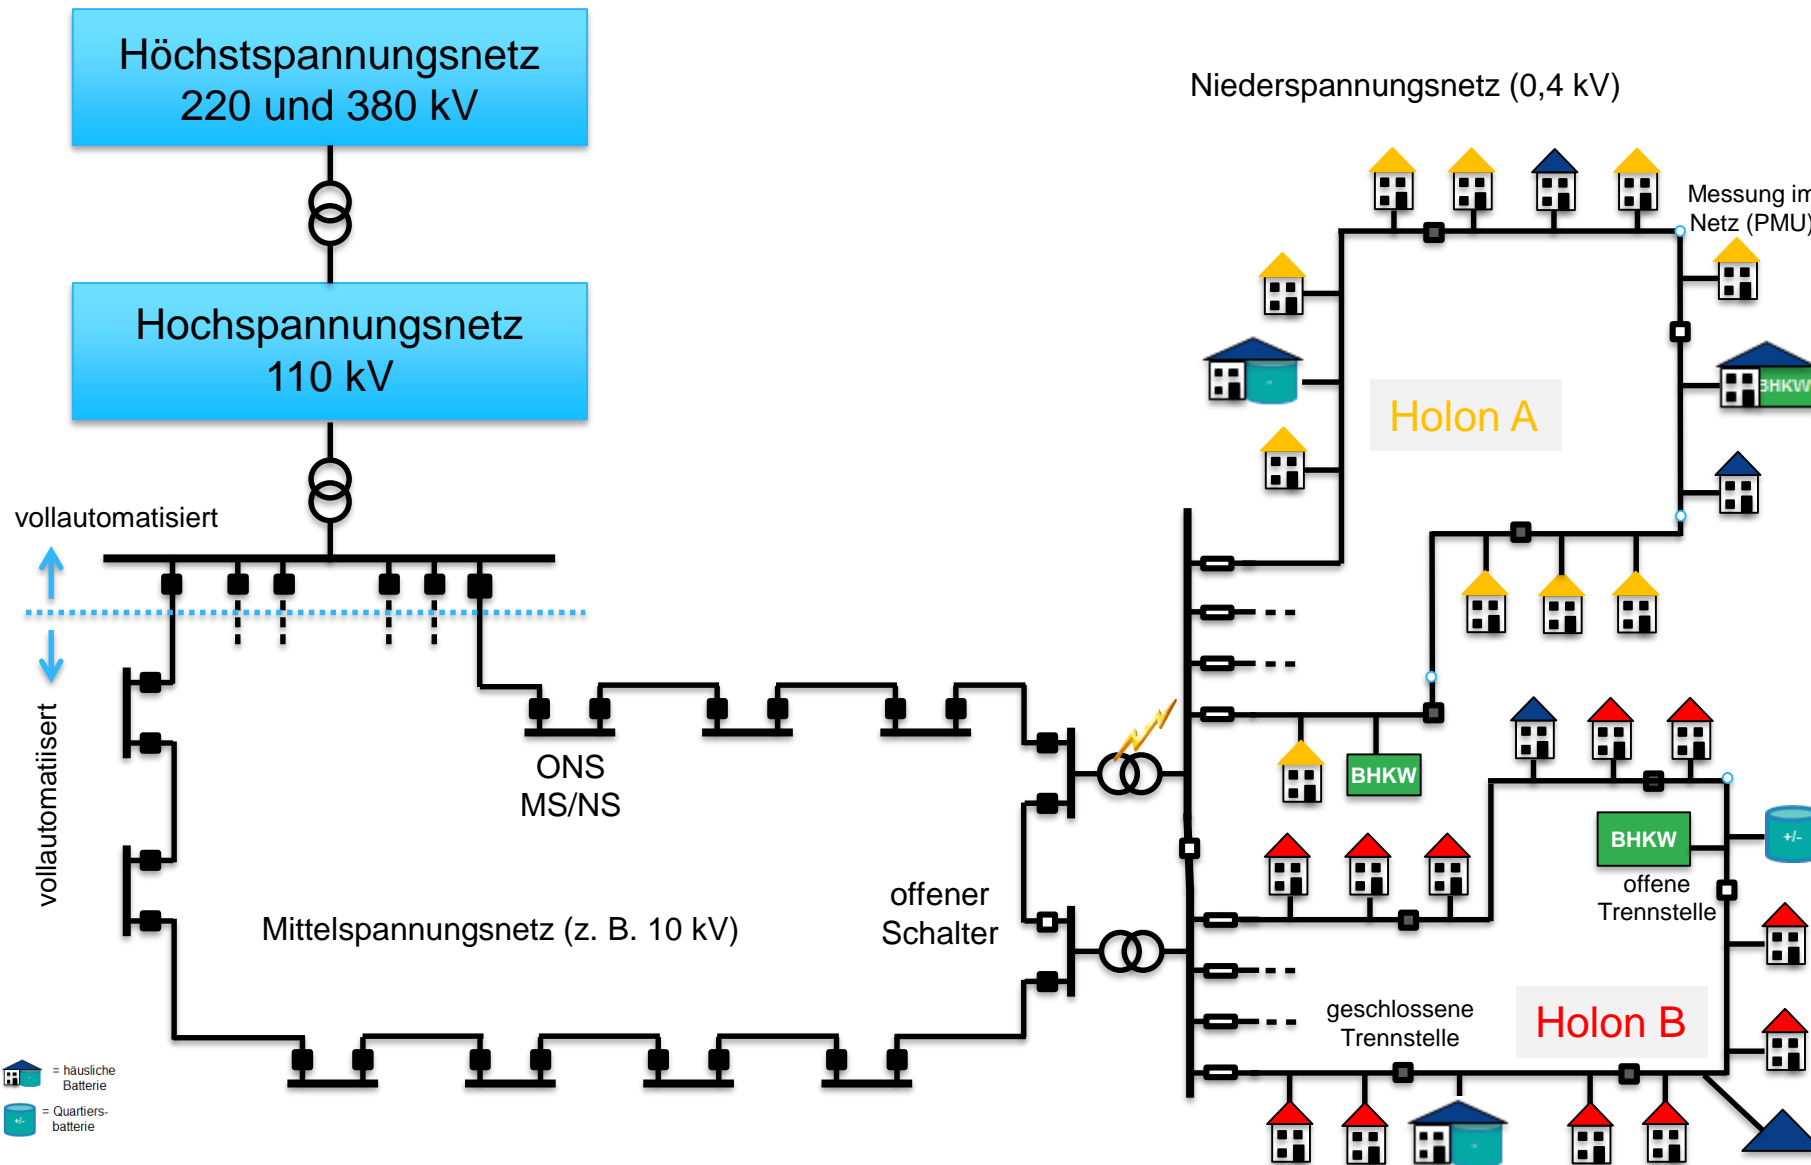 Höchstspannungsnetz
220 und 380 kV
Niederspannungsnetz (0,4 kV)
Messung im
Netz (PMU)
Hochspannungsnetz
110 kV
BHKW
Holon A
vollautomatisiert
vollautomatisert
ONS
MS/NS
BHKW
BHKW
+/-
offene
Trennstelle
offener
Schalter
Mittelspannungsnetz (z. B. 10 kV)
geschlossene
Trennstelle
Holon B
= häusliche
Batterie
+/-
= Quartiers-
batterie